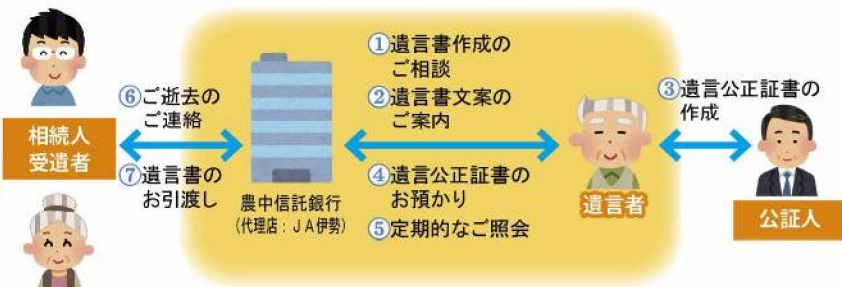 ①遺言書作成の
ご相談
②遺言書文案の
ご案内
③遺言公正証書の
作成
④遺言公正証書の
お預かり
⑤定期的なご照会
⑥ご逝去の
ご連絡
⑦遺言書の
お引渡し
相続人
受遺者
農中信託銀行
(代理店:JA伊勢)
遺言者
公証人